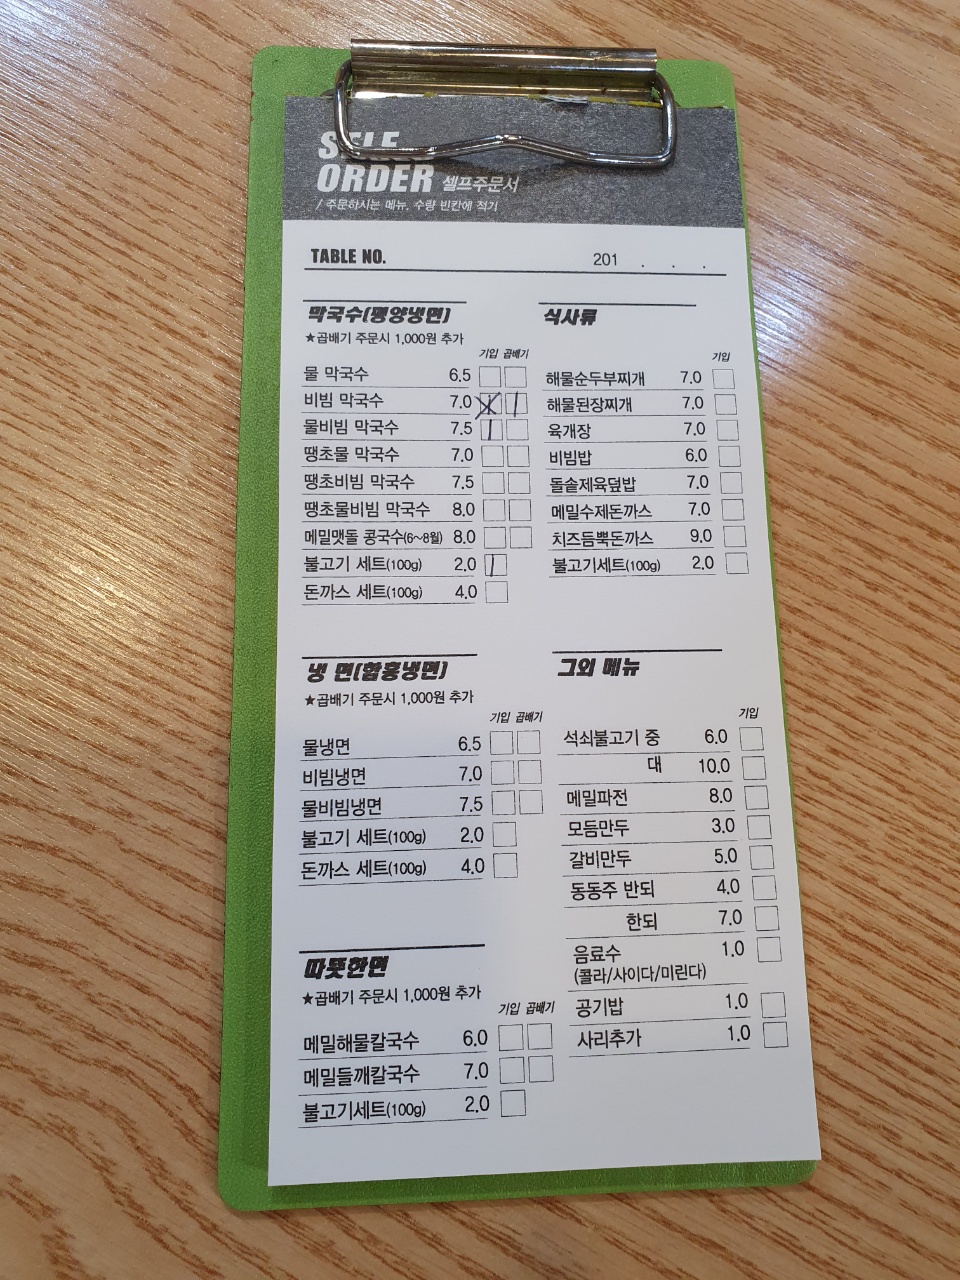 SELF
ORDER 셀프주문서
/ 주문하시는 메뉴, 수량 빈칸에 적기
TABLE NO. 201 . . .
막국수(평양냉면)
★곱배기 주문시 1,000원 추가
기입 곱배기
물 막국수 6.5
비빔 막국수 7.0
물비빔 막국수 7.5
땡초물 막국수 7.0
땡초비빔 막국수 7.5
땡초물비빔 막국수 8.0
메밀맷돌 콩국수(6~8월) 8.0
불고기 세트(100g) 2.0
돈까스 세트(100g) 4.0
식사류
기입
해물순두부찌개 7.0
해물된장찌개 7.0
육개장 7.0
비빔밥 6.0
돌솥제육덮밥 7.0
메밀수제돈까스 7.0
치즈듬뿍돈까스 9.0
불고기세트(100g) 2.0
냉 면(함흥냉면)
★곱배기 주문시 1,000원 추가
기입 곱배기
물냉면 6.5
비빔냉면 7.0
물비빔냉면 7.5
불고기 세트(100g) 2.0
돈까스 세트(100g) 4.0
그외 메뉴
기입
석쇠불고기 중 6.0
대 10.0
메밀파전 8.0
모듬만두 3.0
갈비만두 5.0
동동주 반되 4.0
한되 7.0
음료수 1.0
(콜라/사이다/미린다)
공기밥 1.0
사리추가 1.0
따뜻한면
★곱배기 주문시 1,000원 추가
기입 곱배기
메밀해물칼국수 6.0
메밀들깨칼국수 7.0
불고기세트(100g) 2.0